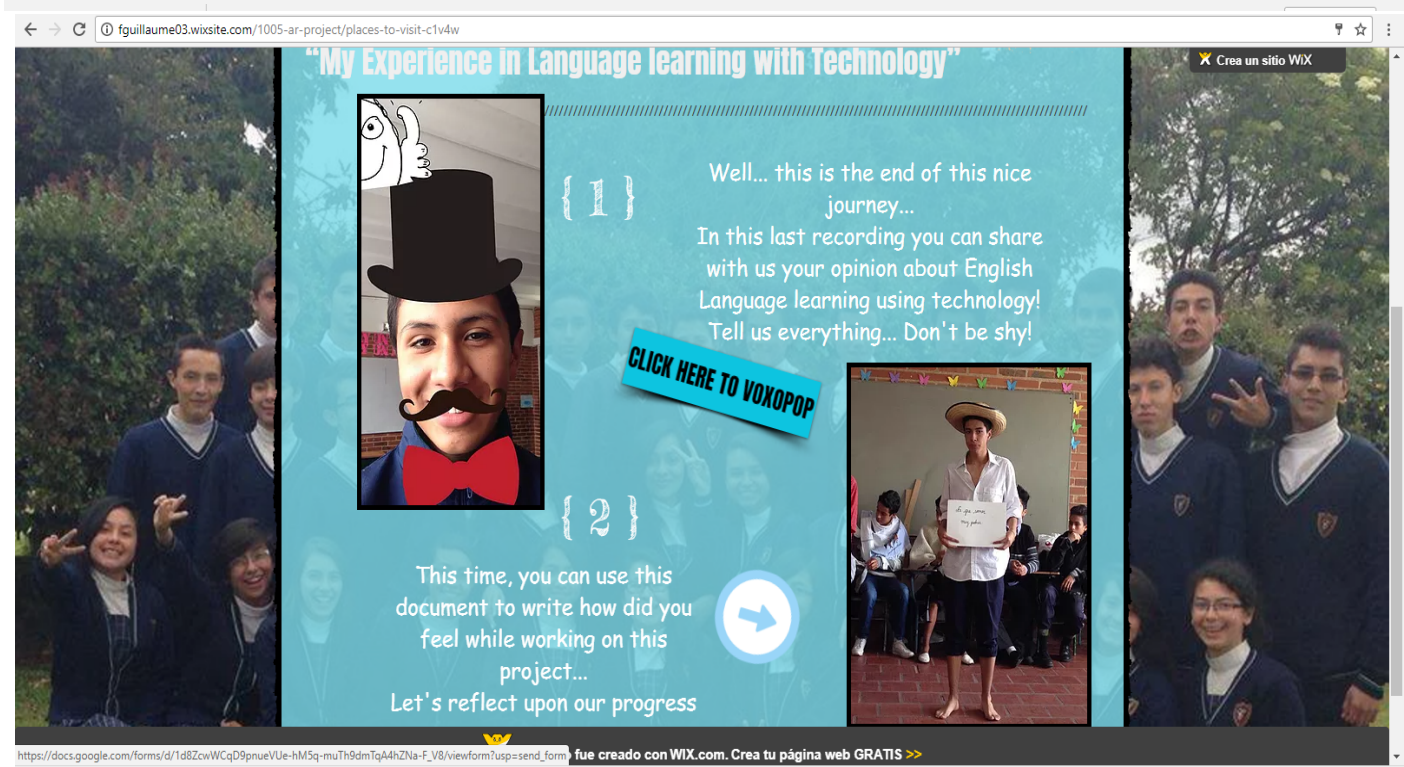 fguillaume03.wixsite.com/1005-ar-project/places-to-visit-c1v4w
“My Experience in Language learning with Technology”
Crea un sitio WiX
////////////////////////////////////////////////////////////////////////////////////////////////////////////////////
{ 1 }
Well... this is the end of this nice
journey...
In this last recording you can share
with us your opinion about English
Language learning using technology!
Tell us everything... Don't be shy!
CLICK HERE TO VOXOPOP
{ 2 }
This time, you can use this
document to write how did you
feel while working on this
project...
Let's reflect upon our progress
https://docs.google.com/forms/d/1d8ZcwWCqD9pnueVUe-hM5q-muTh9dmTqA4hZNa-F_V8/viewform?usp=send_form
fue creado con WIX.com. Crea tu página web GRATIS >>